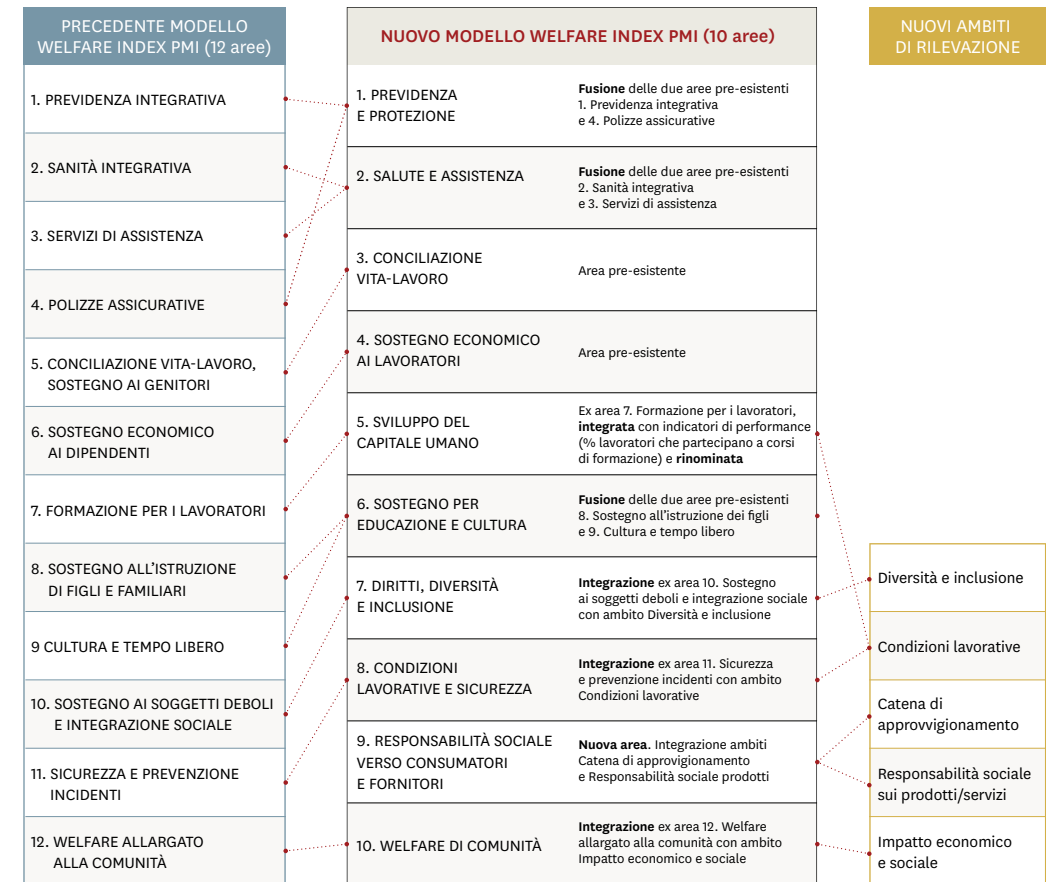 PRECEDENTE MODELLO
WELFARE INDEX PMI (12 aree)
1. PREVIDENZA INTEGRATIVA
2. SANITÀ INTEGRATIVA
3. SERVIZI DI ASSISTENZA
4. POLIZZE ASSICURATIVE
5. CONCILIAZIONE VITA-LAVORO,
SOSTEGNO AI GENITORI
6. SOSTEGNO ECONOMICO
AI DIPENDENTI
7. FORMAZIONE PER I LAVORATORI
8. SOSTEGNO ALL'ISTRUZIONE
DI FIGLI E FAMILIARI
9 CULTURA E TEMPO LIBERO
10. SOSTEGNO AI SOGGETTI DEBOLI
E INTEGRAZIONE SOCIALE
11. SICUREZZA E PREVENZIONE
INCIDENTI
12. WELFARE ALLARGATO
ALLA COMUNITÀ
NUOVO MODELLO WELFARE INDEX PMI (10 aree)
1. PREVIDENZA
E PROTEZIONE
Fusione delle due aree pre-esistenti
1. Previdenza integrativa
e 4. Polizze assicurative
2. SALUTE E ASSISTENZA
Fusione delle due aree pre-esistenti
2. Sanità integrativa
e 3. Servizi di assistenza
3. CONCILIAZIONE
VITA-LAVORO
Area pre-esistente
4. SOSTEGNO ECONOMICO
AI LAVORATORI
Area pre-esistente
5. SVILUPPO DEL
CAPITALE UMANO
Ex area 7. Formazione per i lavoratori,
integrata con indicatori di performance
(% lavoratori che partecipano a corsi
di formazione) e rinominata
6. SOSTEGNO PER
EDUCAZIONE E CULTURA
Fusione delle due aree pre-esistenti
8. Sostegno all'istruzione dei figli
e 9. Cultura e tempo libero
7. DIRITTI, DIVERSITÀ
E INCLUSIONE
Integrazione ex area 10. Sostegno
ai soggetti deboli e integrazione sociale
con ambito Diversità e inclusione
8. CONDIZIONI
LAVORATIVE E SICUREZZA
Integrazione ex area 11. Sicurezza
e prevenzione incidenti con ambito
Condizioni lavorative
9. RESPONSABILITÀ SOCIALE
VERSO CONSUMATORI
E FORNITORI
Nuova area. Integrazione ambiti
Catena di approvigionamento
e Responsabilità sociale prodotti
10. WELFARE DI COMUNITÀ
Integrazione ex area 12. Welfare
allargato alla comunità con ambito
Impatto economico e sociale
NUOVI AMBITI
DI RILEVAZIONE
Diversità e inclusione
Condizioni lavorative
Catena di
approvvigionamento
Responsabilità sociale
sui prodotti/servizi
Impatto economico
e sociale